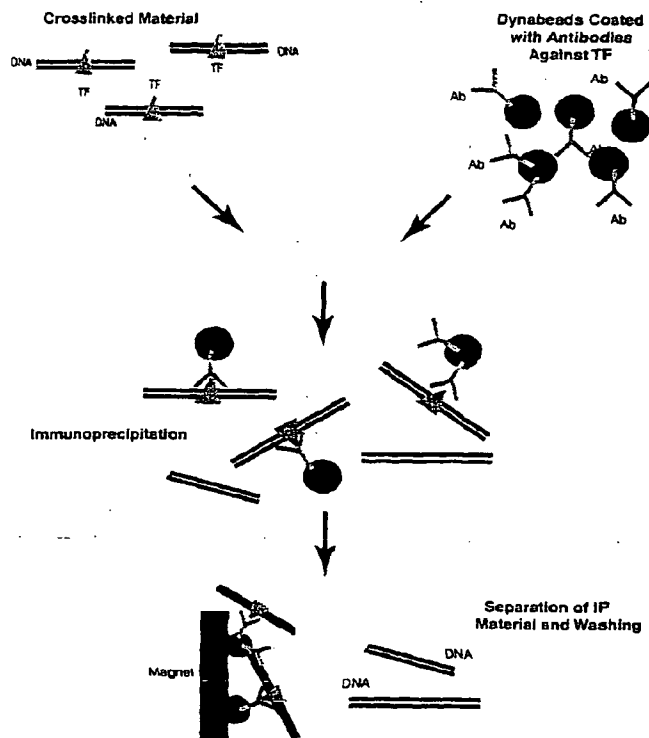 Crosslinked Material
DNA
TF
TF
DNA
TF
DNA
Dynabeads Coated
with Antibodies
Against TF
Ab
Ab
Ab
Ab
Ab
Ab
Immunoprecipitation
Separation of IP
Material and Washing
Magnet
DNA
DNA